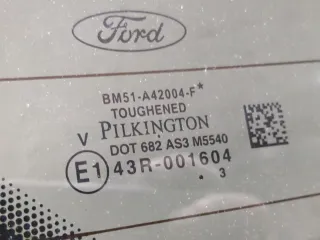 Ford
BM51-A42004-F*
TOUGHENED
V PILKINGTON
DOT 682 AS3 M5540
E1 43R-001604
. 3